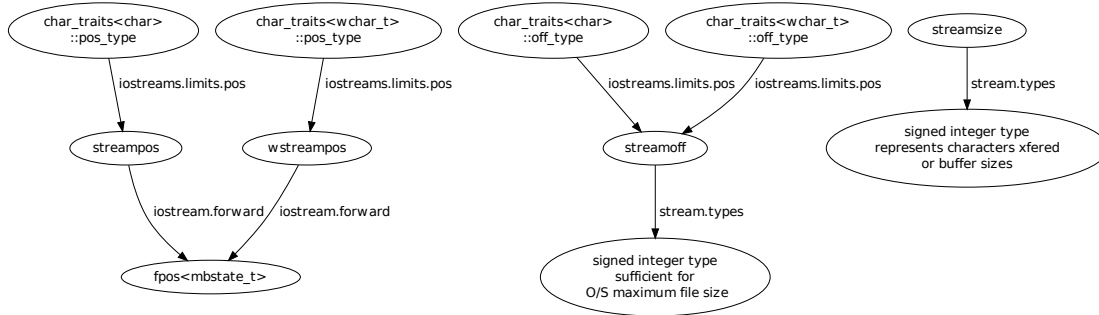 char_traits<char>
::pos_type
char_traits<wchar_t>
::pos_type
char_traits<char>
::off_type
char_traits<wchar_t>
::off_type
streamsize
iostreams.limits.pos
iostreams.limits.pos
iostreams.limits.pos
iostreams.limits.pos
stream.types
streampos
wstreampos
streamoff
signed integer type
represents characters xfered
or buffer sizes
iostream.forward
iostream.forward
stream.types
fpos<mbstate_t>
signed integer type
sufficient for
O/S maximum file size